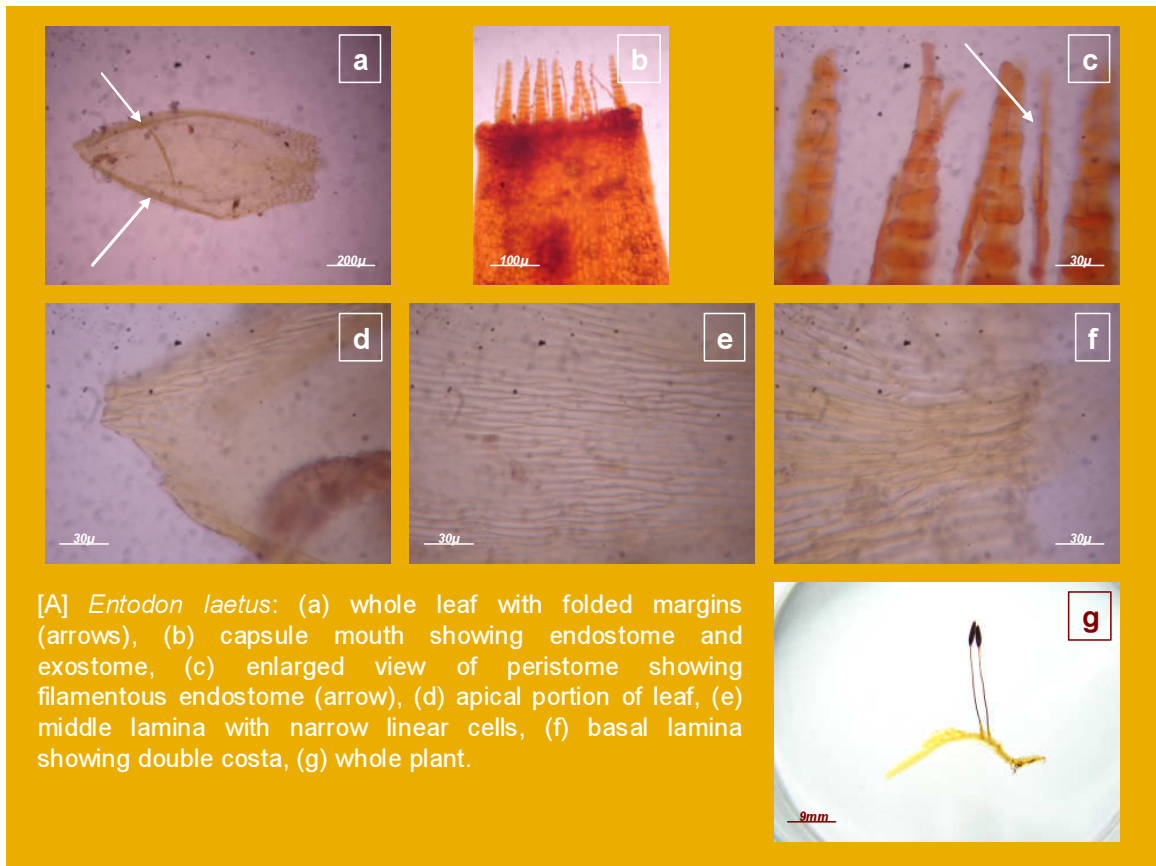 a
b
c
200µ
100µ
30µ
d
e
f
30µ
30µ
30µ
[A] Entodon laetus: (a) whole leaf with folded margins
(arrows), (b) capsule mouth showing endostome and
exostome, (c) enlarged view of peristome showing
filamentous endostome (arrow), (d) apical portion of leaf, (e)
middle lamina with narrow linear cells, (f) basal lamina
showing double costa, (g) whole plant.
g
9mm